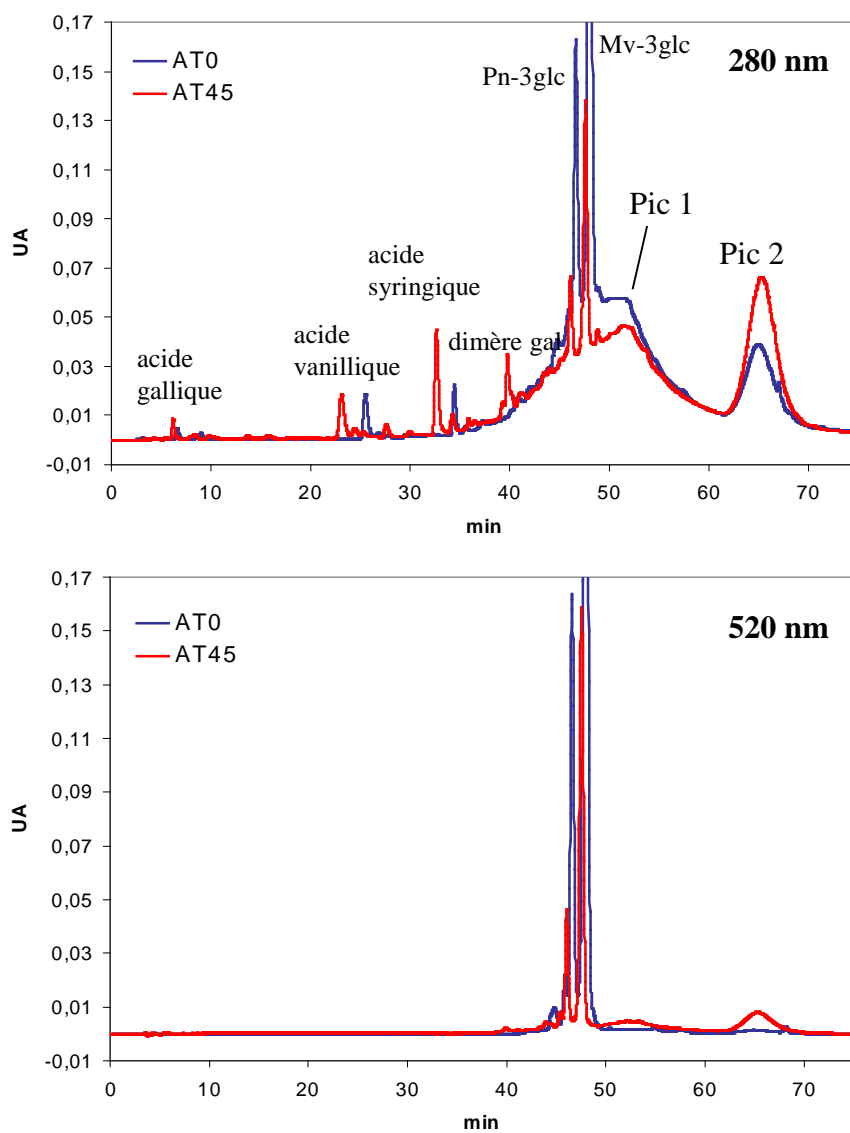 0,17
0,15
0,13
0,11
0,09
0,07
0,05
0,03
0,01
-0,01
UA
AT0
AT45
Pn-3glc
Mv-3glc
280 nm
Pic 1
Pic 2
acide
syringique
acide
gallique
acide
vanillique
dimère gal
0 10 20 30 40 50 60 70
min
0,17
0,15
0,13
0,11
0,09
0,07
0,05
0,03
0,01
-0,01
UA
AT0
AT45
520 nm
0 10 20 30 40 50 60 70
min